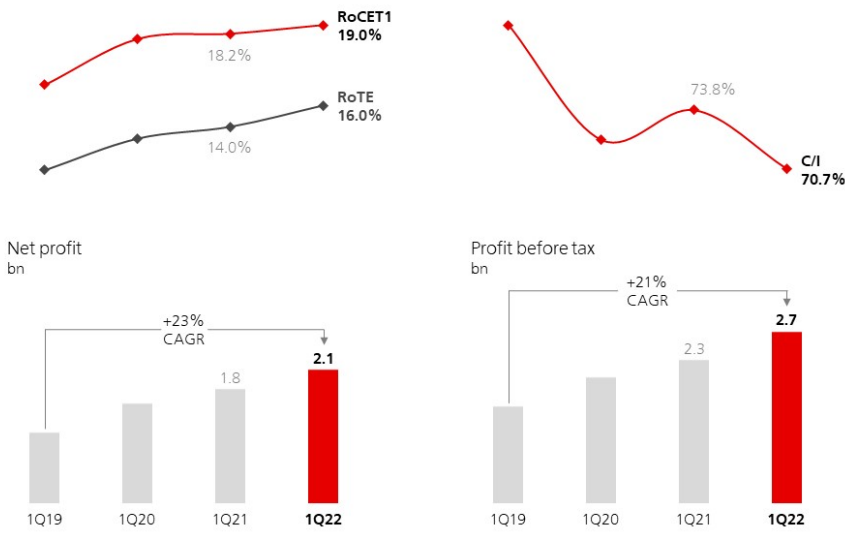 RoCET1
19.0%
18.2%
RoTE
16.0%
14.0%
73.8%
C/I
70.7%
Net profit
bn
+23%
CAGR
2.1
1.8
1Q19 1Q20 1Q21 1Q22
Profit before tax
bn
+21%
CAGR
2.7
2.3
1Q19 1Q20 1Q21 1Q22